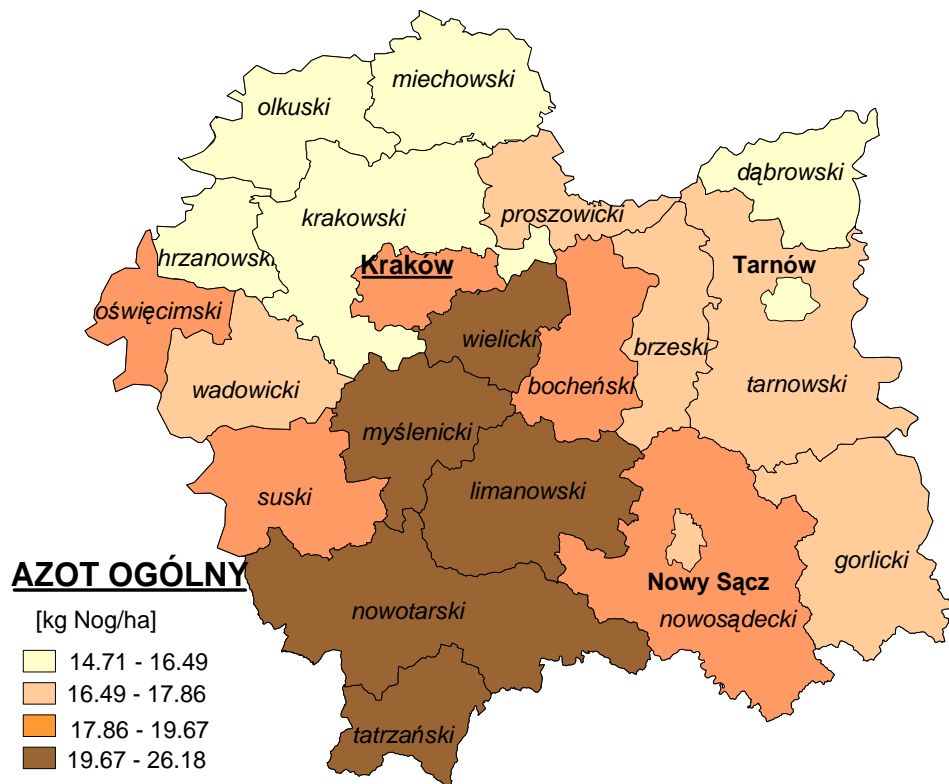 miechowski
olkuski
dąbrowski
krakowski
proszowicki
hrzanowski
Kraków
Tarnów
oświęcimski
wielicki
brzeski
wadowicki
bocheński
tarnowski
myślenicki
limanowski
suski
gorlicki
Nowy Sącz
nowosądecki
nowotarski
tatrzański
AZOT OGÓLNY
[kg Nog/ha]
14.71 - 16.49
16.49 - 17.86
17.86 - 19.67
19.67 - 26.18